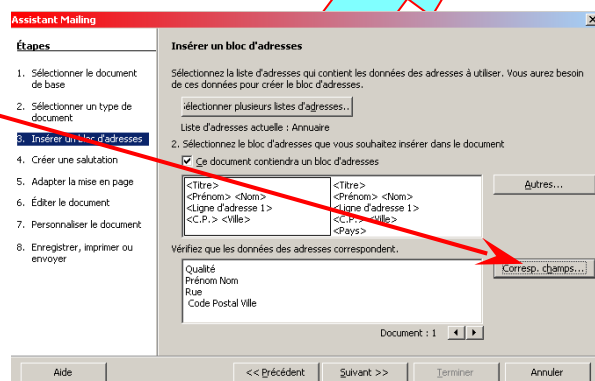 Assistant Mailing
Étapes
1. Sélectionner le document
de base
2. Sélectionner un type de
document
3. Insérer un bloc d'adresses
4. Créer une salutation
5. Adapter la mise en page
6. Éditer le document
7. Personnaliser le document
8. Enregistrer, imprimer ou
envoyer
Insérer un bloc d'adresses
Sélectionnez la liste d'adresses qui contient les données des adresses à utiliser. Vous aurez besoin
de ces données pour créer le bloc d'adresses.
électionner plusieurs listes d'adresses..
Liste d'adresses actuelle : Annuaire
2. Sélectionnez le bloc d'adresses que vous souhaitez insérer dans le document
Ce document contiendra un bloc d'adresses
<Titre>
<Prénom> <Nom>
<Ligne d'adresse 1>
<C.P.> <Ville>
<Titre>
<Prénom> <Nom>
<Ligne d'adresse 1>
<C.P.> <Ville>
<Pays>
Autres...
Vérifiez que les données des adresses correspondent.
Qualité
Prénom Nom
Rue
Code Postal Ville
Corresp. champs...
Document : 1
Aide
<< Précédent
Suivant >>
Terminer
Annuler